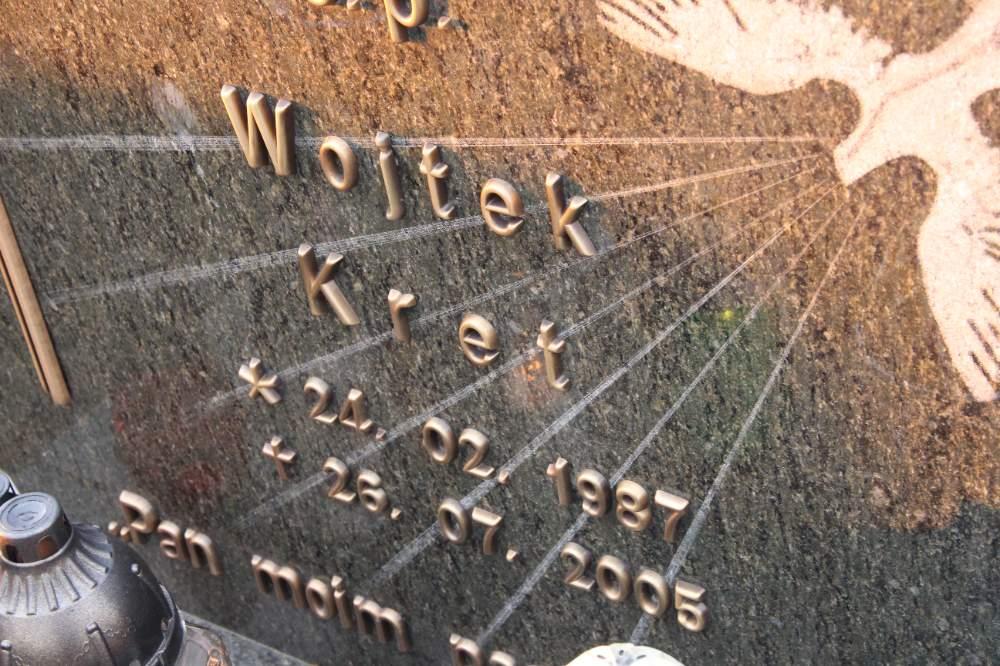 Ś.p.
Wojtek
Kret
* 24. 02. 1987
† 26. 07. 2005
„Pan moim